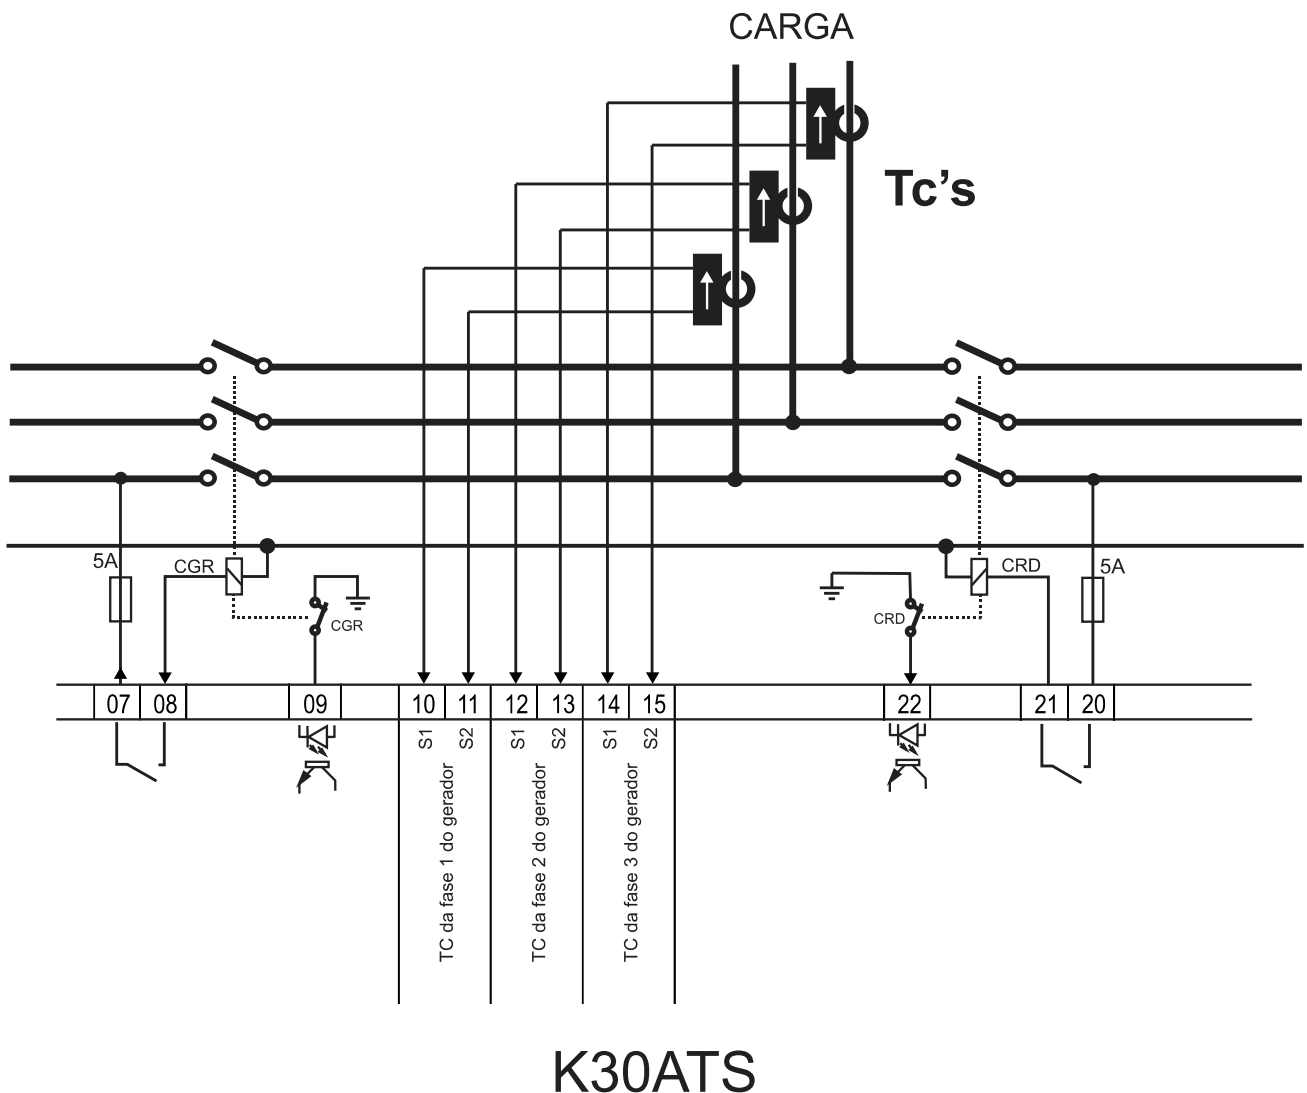 CARGA
Tc's
5A
CGR
CGR
CRD
CRD
5A
07 08 09 10 11 12 13 14 15 22 21 20
S1 S2 S1 S2 S1 S2
TC da fase 1 do gerador
TC da fase 2 do gerador
TC da fase 3 do gerador
K30ATS